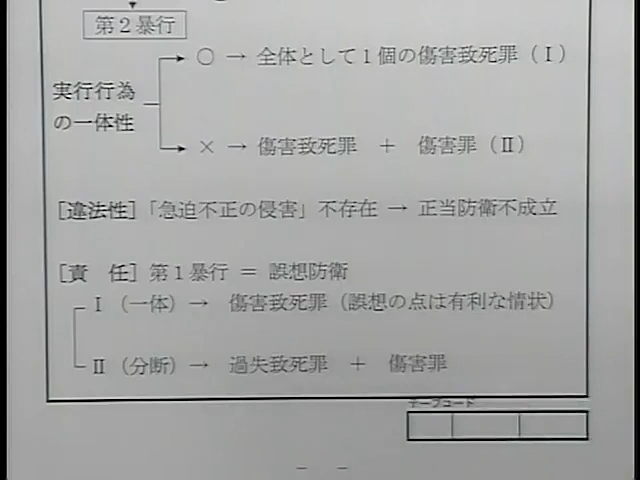 第2暴行
○ → 全体として1個の傷害致死罪（Ⅰ）
実行行為
の一体性
× → 傷害致死罪 ＋ 傷害罪（Ⅱ）
［違法性］「急迫不正の侵害」不存在 → 正当防衛不成立
［責　任］第1暴行 ＝ 誤想防衛
Ⅰ（一体）→ 傷害致死罪（誤想の点は有利な情状）
Ⅱ（分断）→ 過失致死罪 ＋ 傷害罪
テープコード